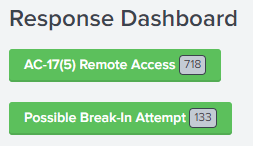 Response Dashboard
AC-17(5) Remote Access 718
Possible Break-In Attempt 133